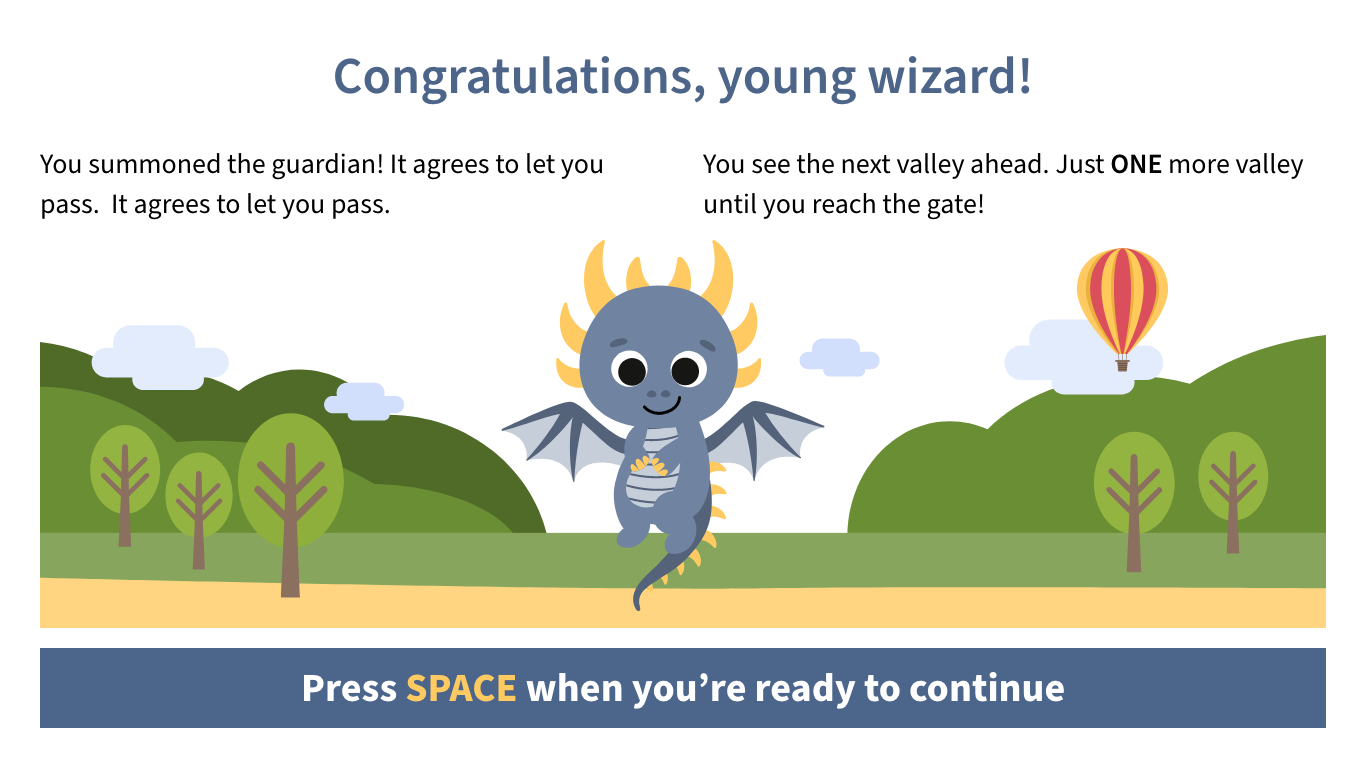 Congratulations, young wizard!
You summoned the guardian! It agrees to let you
pass.  It agrees to let you pass.
You see the next valley ahead. Just ONE more valley
until you reach the gate!
Press SPACE when you’re ready to continue